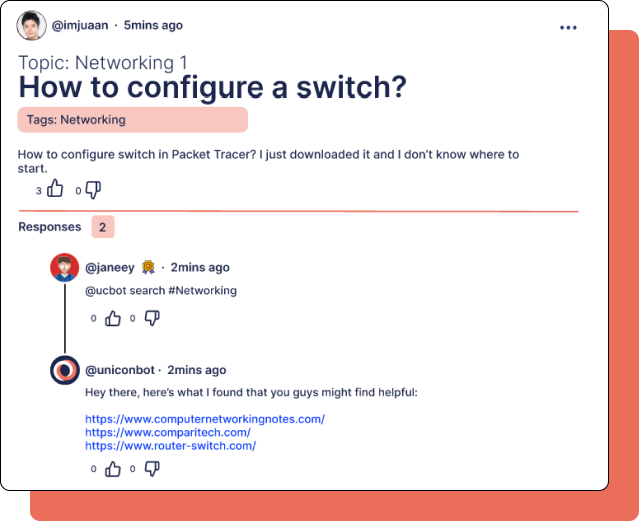 @imjuaan · 5mins ago
Topic: Networking 1
How to configure a switch?
Tags: Networking
How to configure switch in Packet Tracer? I just downloaded it and I don't know where to
start.
3 0
Responses 2
@janeey · 2mins ago
@ucbot search #Networking
0 0
@uniconbot · 2mins ago
Hey there, here's what I found that you guys might find helpful:
https://www.computernetworkingnotes.com/
https://www.comparitech.com/
https://www.router-switch.com/
0 0